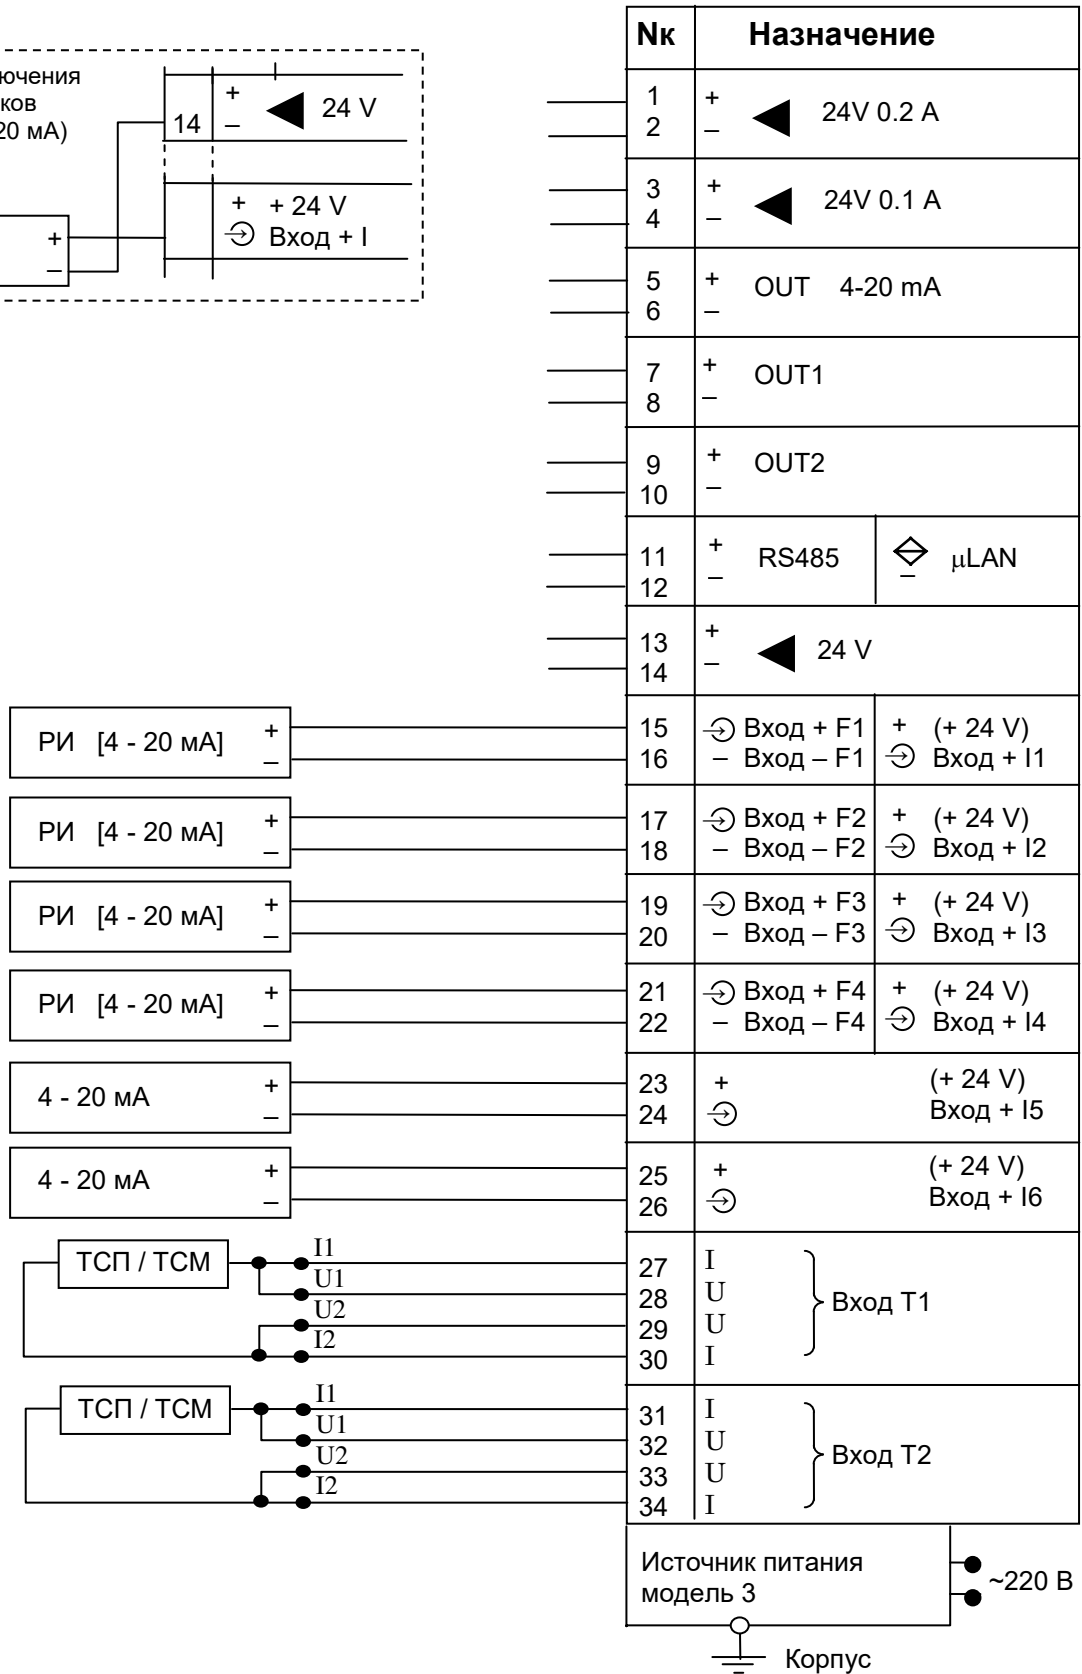 Nк Назначение
14 + 24 V
–
+ + 24 V
Вход + I
+
–
20 мА)
1 + 24V 0.2 A
2 –
3 + 24V 0.1 A
4 –
5 + OUT 4-20 mA
6 –
7 + OUT1
8 –
9 + OUT2
10 –
11 + RS485 μLAN
12 – –
13 + 24 V
14 –
РИ [4 - 20 мА] + 15 Вход + F1 + (+ 24 V)
– 16 – Вход – F1 Вход + I1
РИ [4 - 20 мА] + 17 Вход + F2 + (+ 24 V)
– 18 – Вход – F2 Вход + I2
РИ [4 - 20 мА] + 19 Вход + F3 + (+ 24 V)
– 20 – Вход – F3 Вход + I3
РИ [4 - 20 мА] + 21 Вход + F4 + (+ 24 V)
– 22 – Вход – F4 Вход + I4
4 - 20 мА + 23 + (+ 24 V)
– 24 Вход + I5
4 - 20 мА + 25 + (+ 24 V)
– 26 Вход + I6
ТСП / ТСМ I1 27 I
U1 28 U Вход Т1
U2 29 U
I2 30 I
ТСП / ТСМ I1 31 I
U1 32 U Вход Т2
U2 33 U
I2 34 I
Источник питания
модель 3
~220 В
Корпус